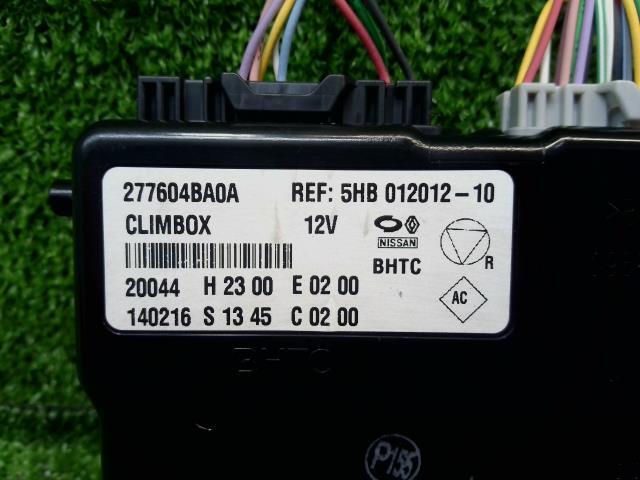 277604BA0A REF: 5HB 012012-10
CLIMBOX 12V
NISSAN
BHTC
R
20044 H 23 00 E 02 00
AC
140216 S 13 45 C 02 00
BHTC
P155